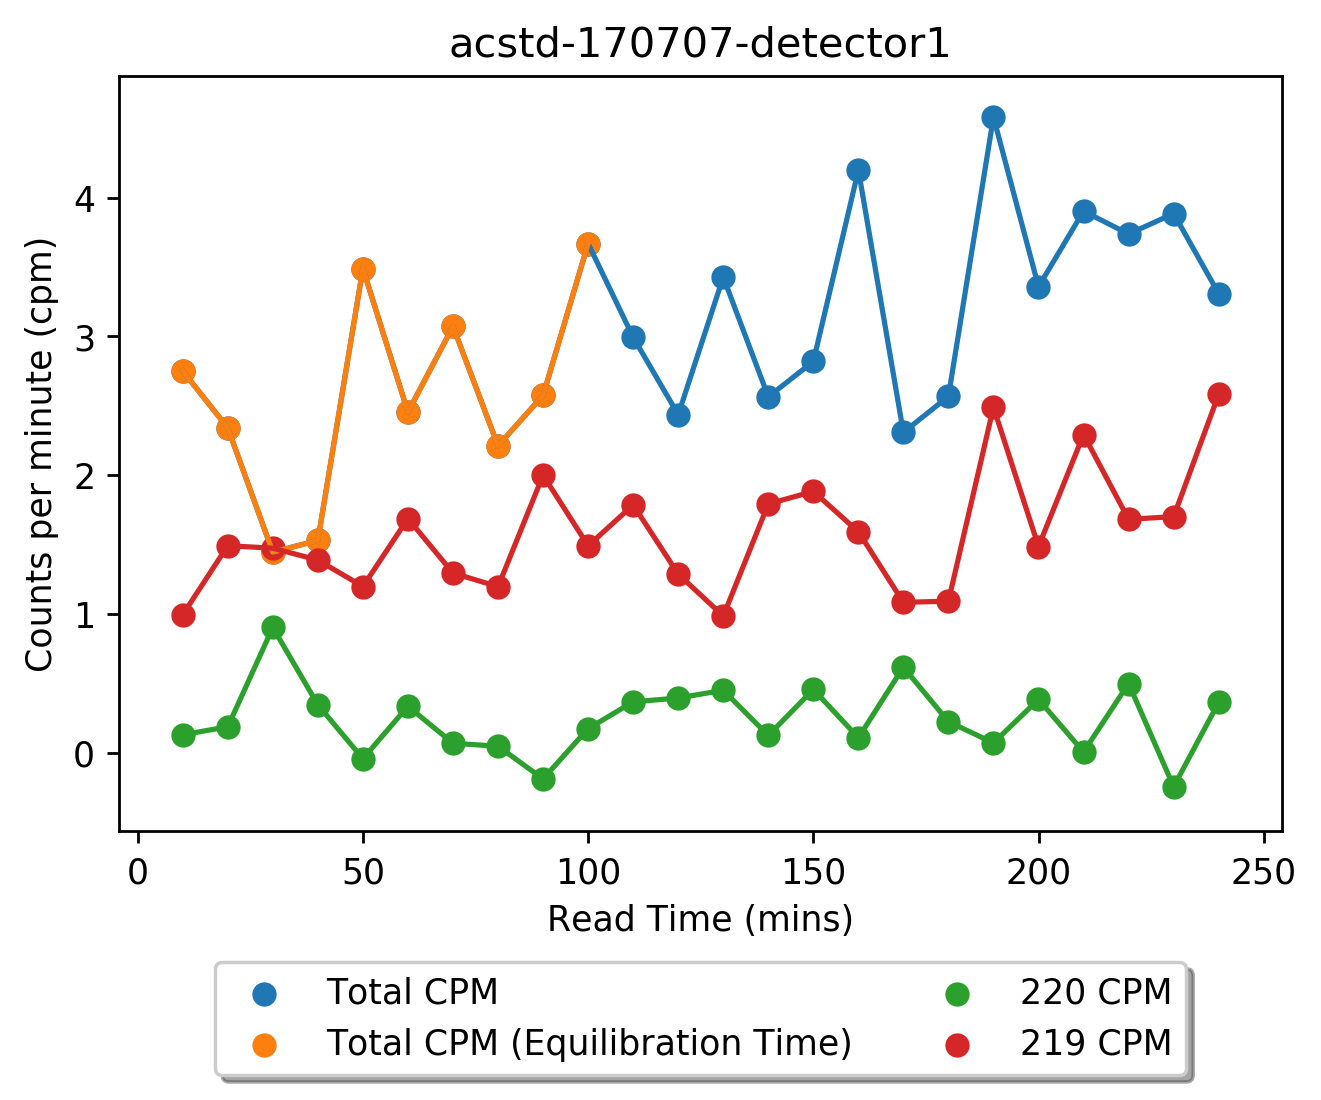 acstd-170707-detector1
Counts per minute (cpm)
4
3
2
1
0
0 50 100 150 200 250
Read Time (mins)
Total CPM 220 CPM
Total CPM (Equilibration Time) 219 CPM